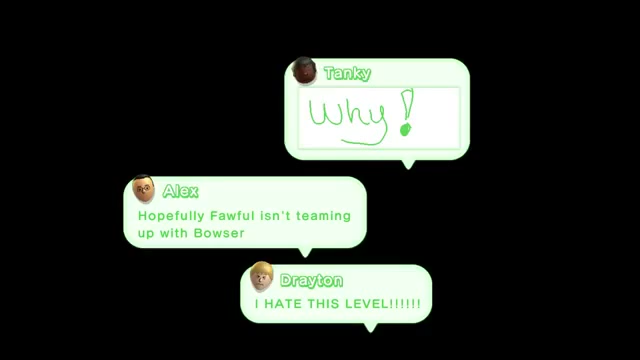 Tanky
Why!
Alex
Hopefully Fawful isn't teaming
up with Bowser
Drayton
I HATE THIS LEVEL!!!!!!